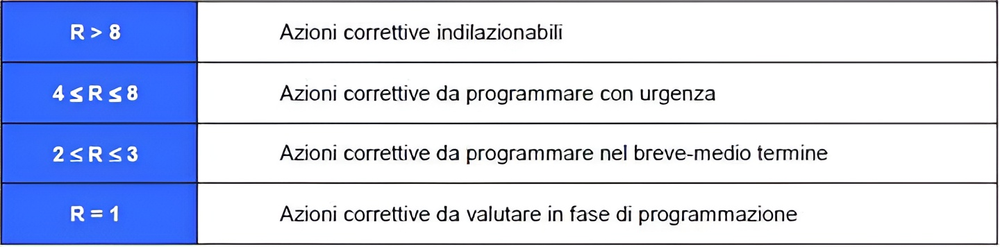 R > 8 Azioni correttive indilazionabili
4 ≤ R ≤ 8 Azioni correttive da programmare con urgenza
2 ≤ R ≤ 3 Azioni correttive da programmare nel breve-medio termine
R = 1 Azioni correttive da valutare in fase di programmazione